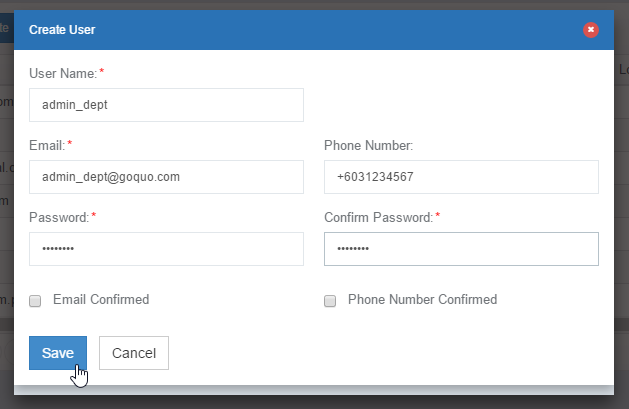 Create User
User Name:*
admin_dept
Email:*
Phone Number:
admin_dept@goquo.com
+6031234567
Password:*
Confirm Password:*
••••••••
••••••••
Email Confirmed
Phone Number Confirmed
Save
Cancel